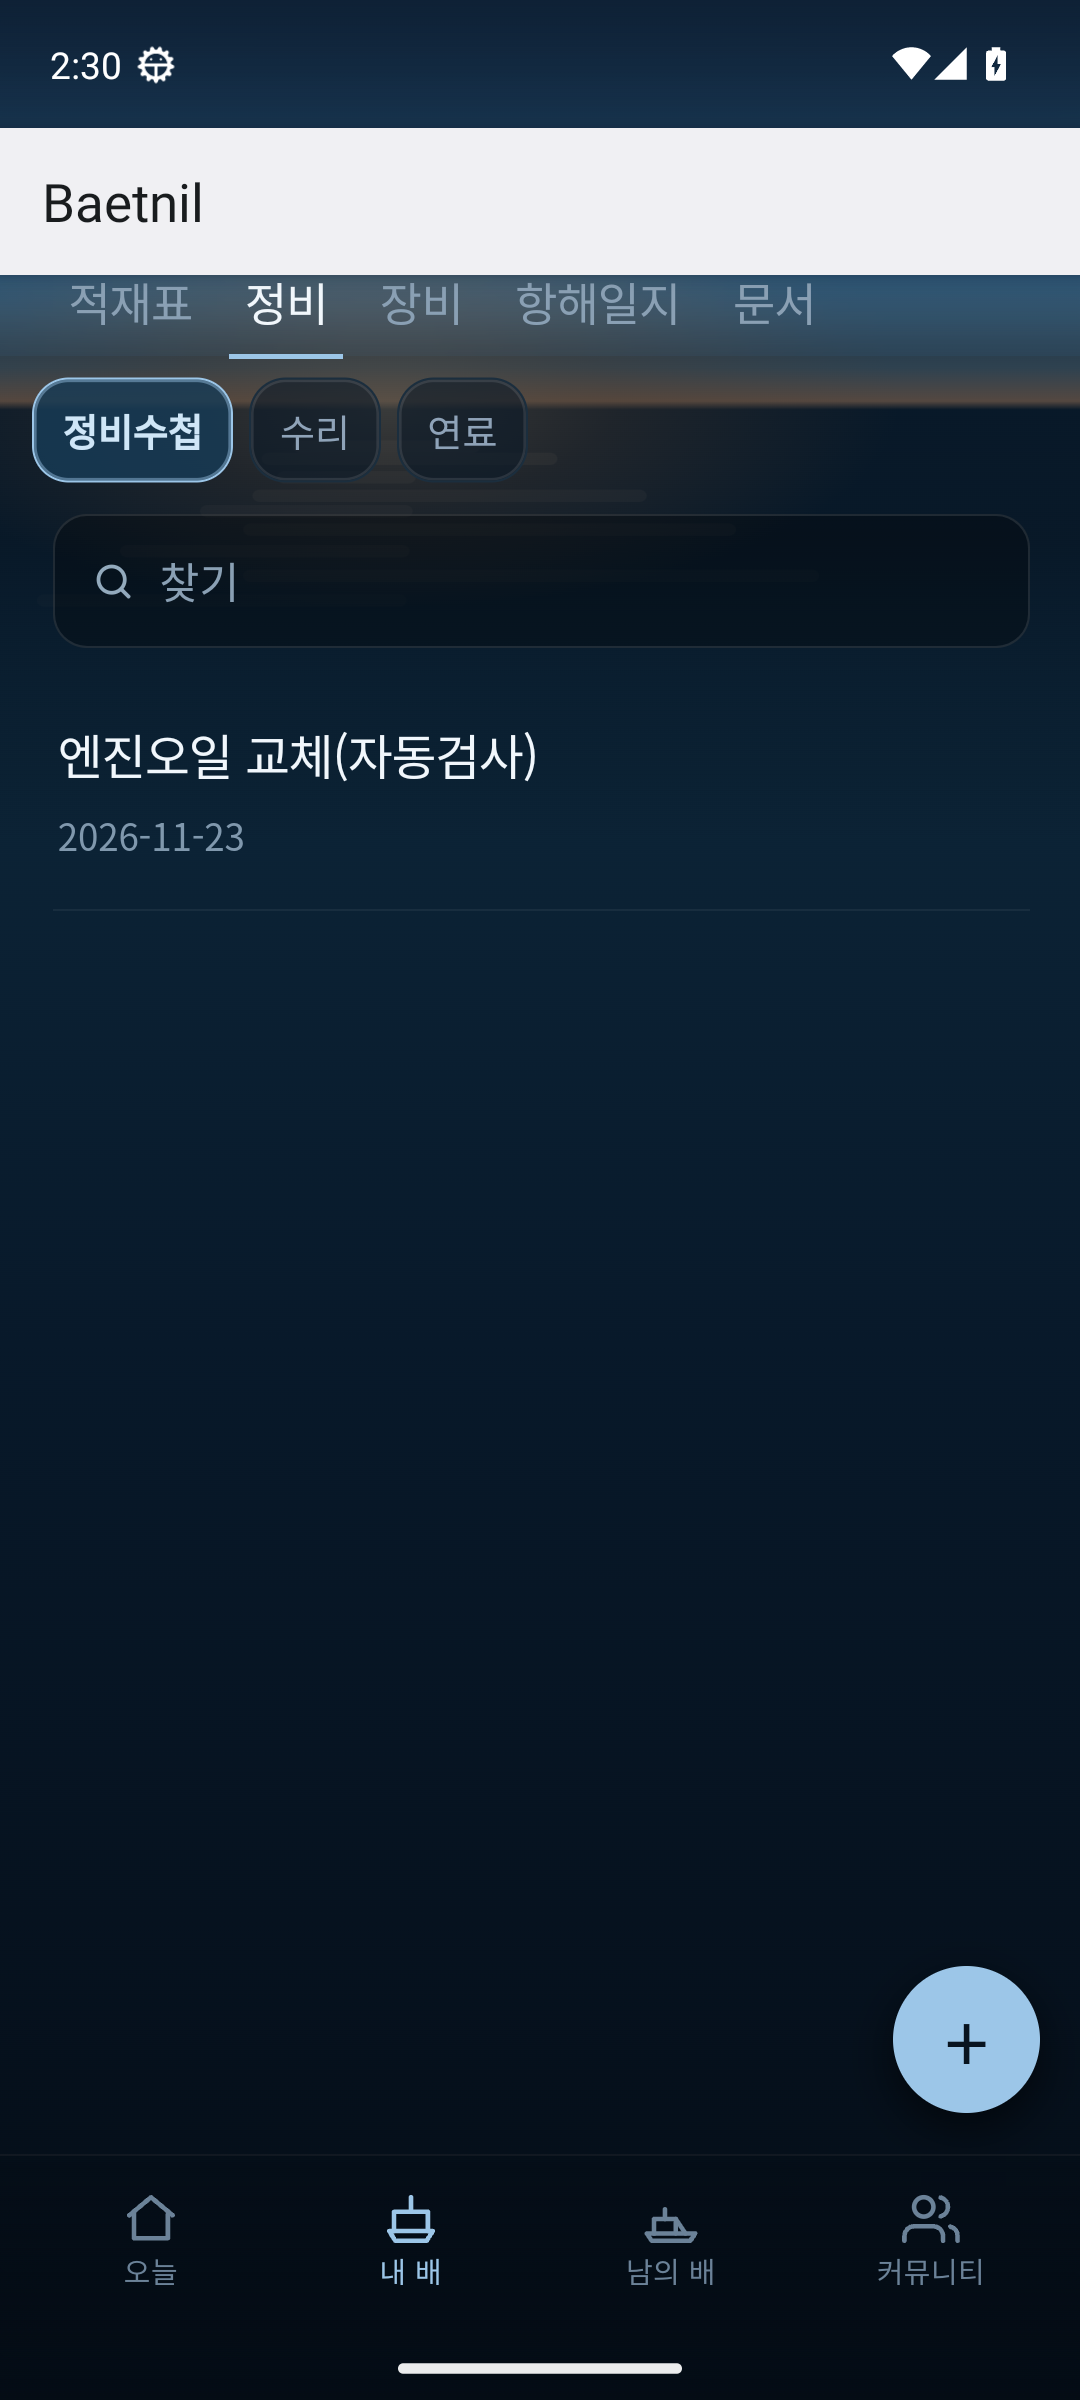 2:30
Baetnil
적재표 정비 장비 항해일지 문서
정비수첩 수리 연료
찾기
엔진오일 교체(자동검사)
2026-11-23
+
오늘 내 배 남의 배 커뮤니티